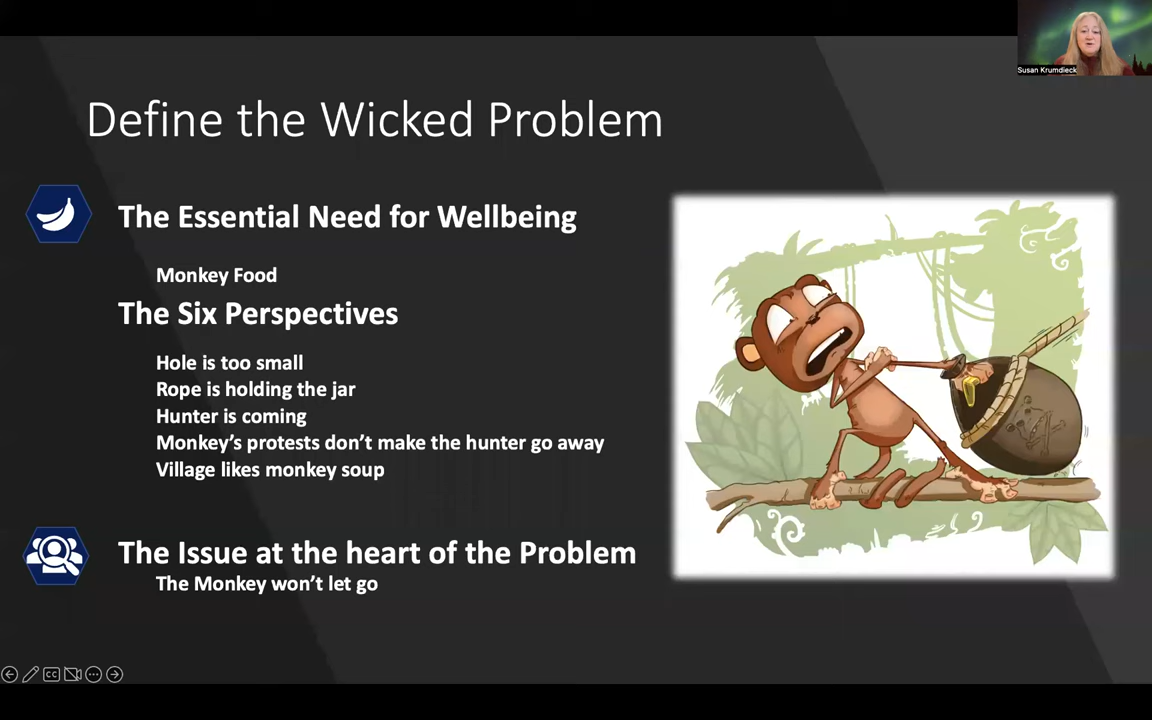 Susan Krumdieck
Define the Wicked Problem
The Essential Need for Wellbeing
Monkey Food
The Six Perspectives
Hole is too small
Rope is holding the jar
Hunter is coming
Monkey’s protests don’t make the hunter go away
Village likes monkey soup
The Issue at the heart of the Problem
The Monkey won’t let go
CC